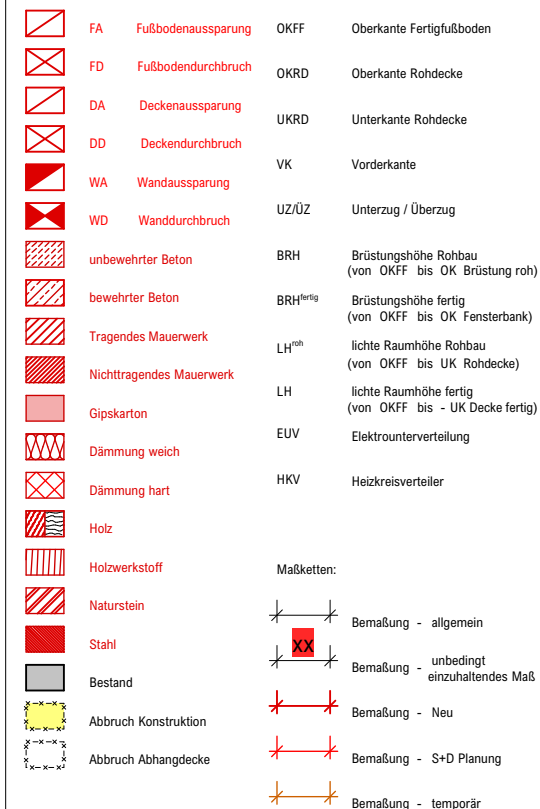 FA Fußbodenaussparung
FD Fußbodendurchbruch
DA Deckenaussparung
DD Deckendurchbruch
WA Wandaussparung
WD Wanddurchbruch
unbewehrter Beton
bewehrter Beton
Tragendes Mauerwerk
Nichttragendes Mauerwerk
Gipskarton
Dämmung weich
Dämmung hart
Holz
Holzwerkstoff
Naturstein
Stahl
Bestand
Abbruch Konstruktion
Abbruch Abhangdecke
OKFF Oberkante Fertigfußboden
OKRD Oberkante Rohdecke
UKRD Unterkante Rohdecke
VK Vorderkante
UZ/ÜZ Unterzug / Überzug
BRH Brüstungshöhe Rohbau
(von OKFF bis OK Brüstung roh)
BRHfertig Brüstungshöhe fertig
(von OKFF bis OK Fensterbank)
LHroh lichte Raumhöhe Rohbau
(von OKFF bis UK Rohdecke)
LH lichte Raumhöhe fertig
(von OKFF bis - UK Decke fertig)
EUV Elektrounterverteilung
HKV Heizkreisverteiler
Maßketten:
Bemaßung - allgemein
XX
Bemaßung - unbedingt
einzuhaltendes Maß
Bemaßung - Neu
Bemaßung - S+D Planung
Bemaßung - temporär